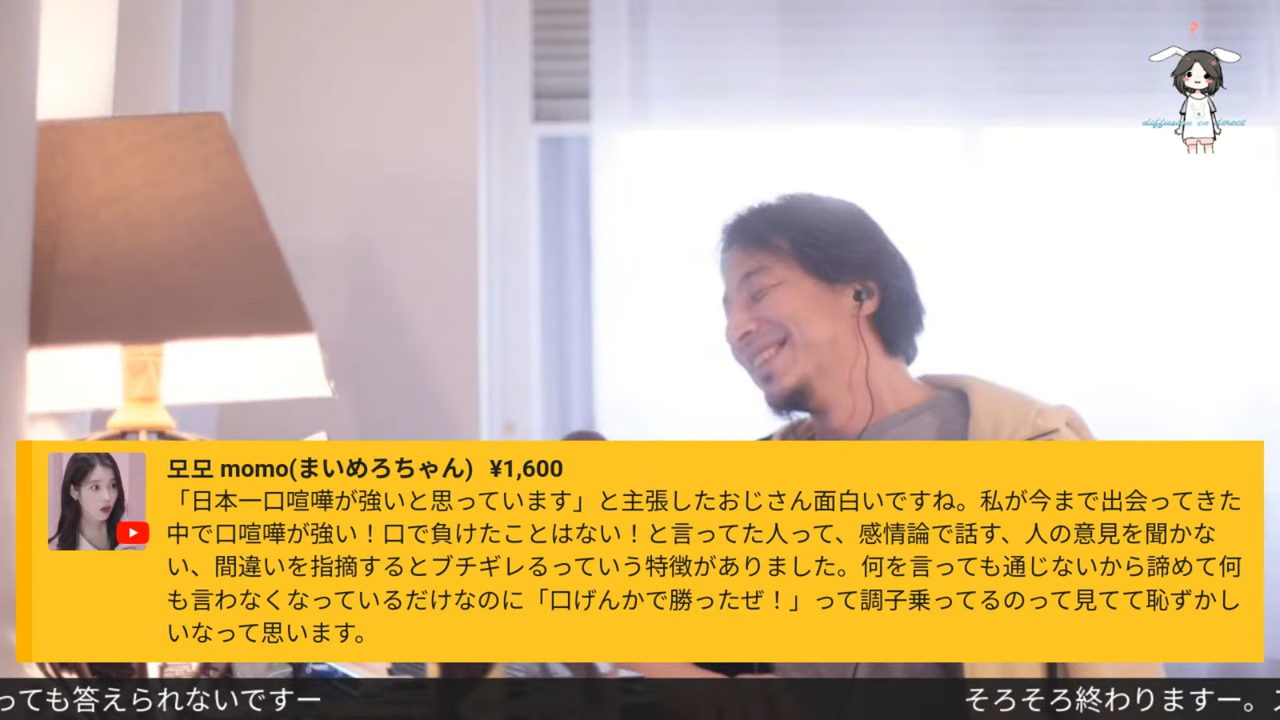 ?
diffusion en direct
모모 momo(まいめろちゃん) ¥1,600
「日本一口喧嘩が強いと思っています」と主張したおじさん面白いですね。私が今まで出会ってきた
中で口喧嘩が強い！口で負けたことはない！と言ってた人って、感情論で話す、人の意見を聞かな
い、間違いを指摘するとブチギレるっていう特徴がありました。何を言っても通じないから諦めて何
も言わなくなっているだけなのに「口げんかで勝ったぜ！」って調子乗ってるのって見てて恥ずかし
いなって思います。
っても答えられないですー
そろそろ終わりますー。